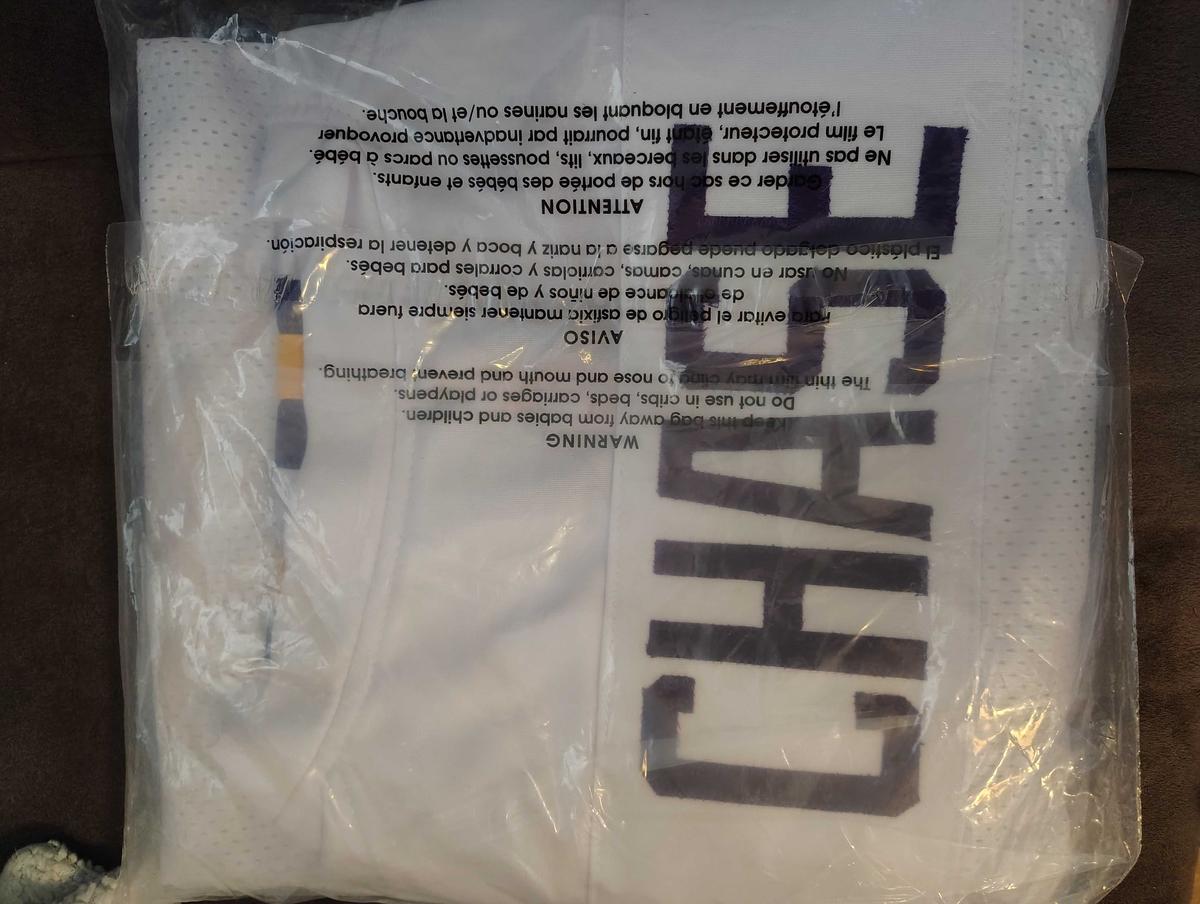 CHASE
WARNING
Keep this bag away from babies and children.
Do not use in cribs, beds, carriages or playpens.
The thin film may cling to nose and mouth and prevent breathing.
AVISO
Para evitar el peligro de asfixia mantener siempre fuera
de el alcance de niños y de bebés.
No usar en cunas, camas, carriolas y corrales para bebés.
El plástico delgado puede pegarse a la nariz y boca y detener la respiración.
ATTENTION
Garder ce sac hors de portée des bébés et enfants.
Ne pas utiliser dans les berceaux, lits, poussettes ou parcs à bébé.
Le film protecteur, étant fin, pourrait par inadvertance provoquer
l'étouffement en bloquant les narines ou/et la bouche.